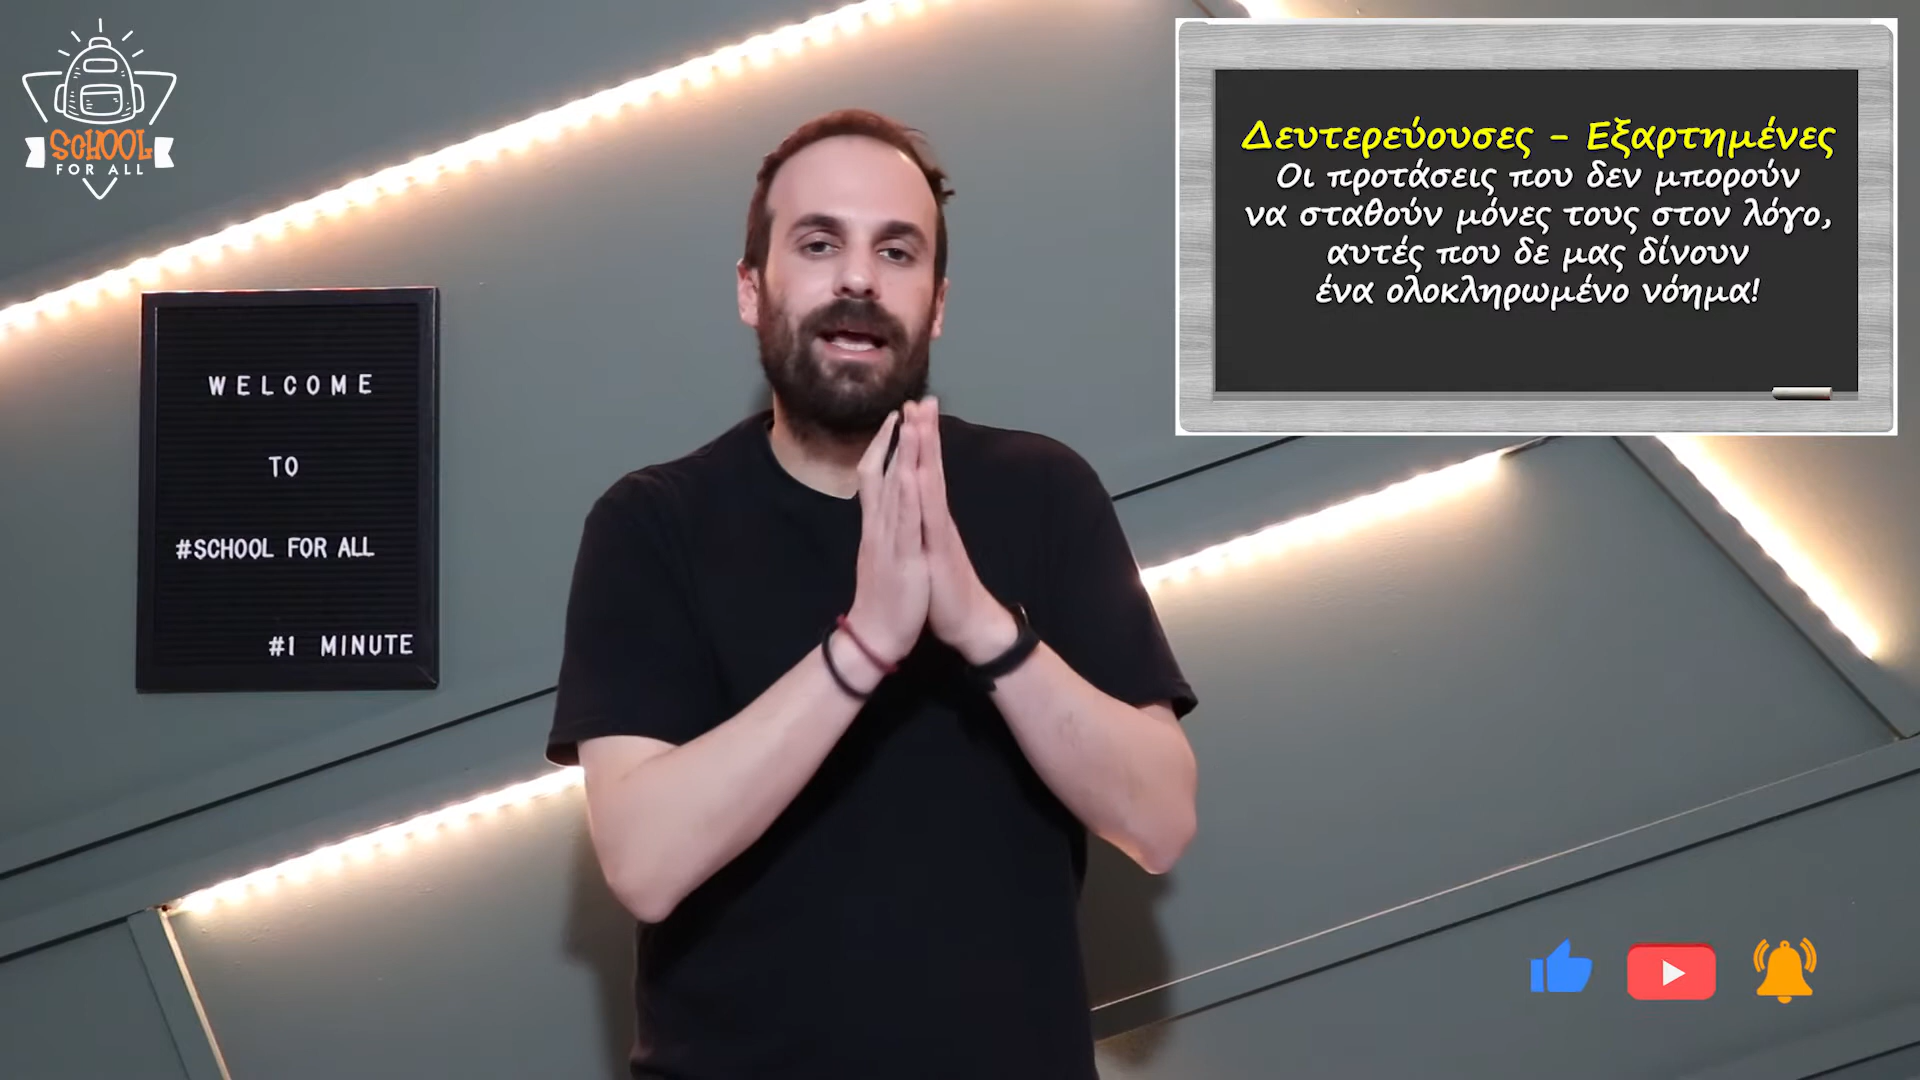 SCHOOL
FOR ALL
WELCOME
TO
#SCHOOL FOR ALL
#1 MINUTE
Δευτερεύουσες - Εξαρτημένες
Οι προτάσεις που δεν μπορούν
να σταθούν μόνες τους στον λόγο,
αυτές που δε μας δίνουν
ένα ολοκληρωμένο νόημα!